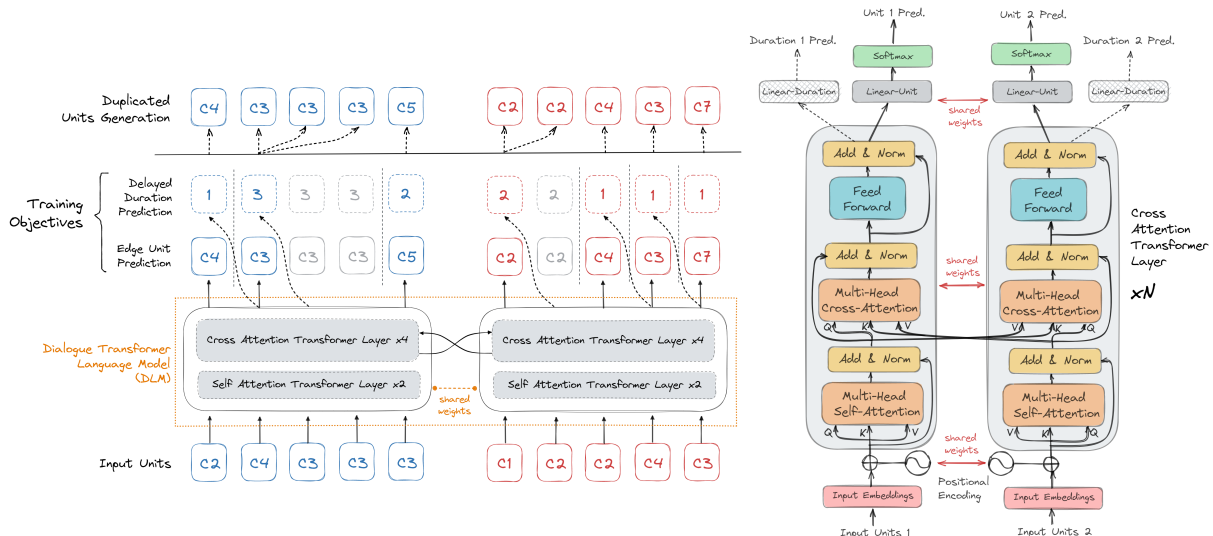 Duplicated
Units Generation
C4 C3 C3 C3 C5
C2 C2 C4 C3 C7
Training
Objectives
Delayed
Duration
Prediction
1 3 3 3 2
2 2 1 1 1
Edge Unit
Prediction
C4 C3 C3 C3 C5
C2 C2 C4 C3 C7
Dialogue Transformer
Language Model
(DLM)
Cross Attention Transformer Layer x4
Cross Attention Transformer Layer x4
Self Attention Transformer Layer x2
Self Attention Transformer Layer x2
shared
weights
Input Units
C2 C4 C3 C3 C3
C1 C2 C2 C4 C3
Unit 1 Pred.
Unit 2 Pred.
Duration 1 Pred.
Duration 2 Pred.
Softmax
Softmax
Linear-Duration
Linear-Unit
shared
weights
Linear-Unit
Linear-Duration
Add & Norm
Add & Norm
Feed
Forward
Feed
Forward
Cross
Attention
Transformer
Layer
xN
Add & Norm
shared
weights
Add & Norm
Multi-Head
Cross-Attention
Multi-Head
Cross-Attention
Q K V
V K Q
Add & Norm
Add & Norm
Multi-Head
Self-Attention
Multi-Head
Self-Attention
Q K V
V K Q
shared
weights
Positional
Encoding
Input Embeddings
Input Embeddings
Input Units 1
Input Units 2